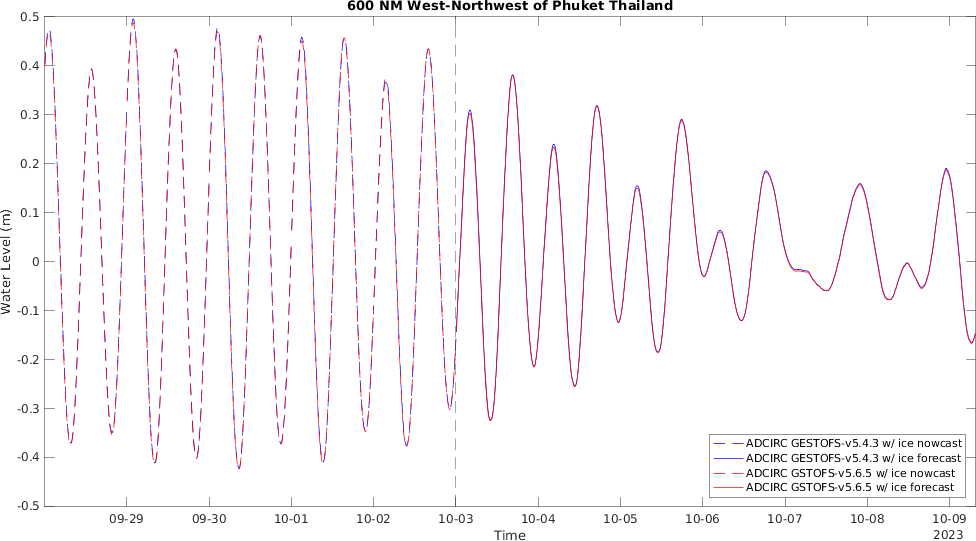 600 NM West-Northwest of Phuket Thailand
0.5
0.4
0.3
0.2
0.1
0
-0.1
-0.2
-0.3
-0.4
-0.5
Water Level (m)
ADCIRC GESTOFS-v5.4.3 w/ ice nowcast
ADCIRC GESTOFS-v5.4.3 w/ ice forecast
ADCIRC GSTOFS-v5.6.5 w/ ice nowcast
ADCIRC GSTOFS-v5.6.5 w/ ice forecast
09-29 09-30 10-01 10-02 10-03 10-04 10-05 10-06 10-07 10-08 10-09
2023
Time